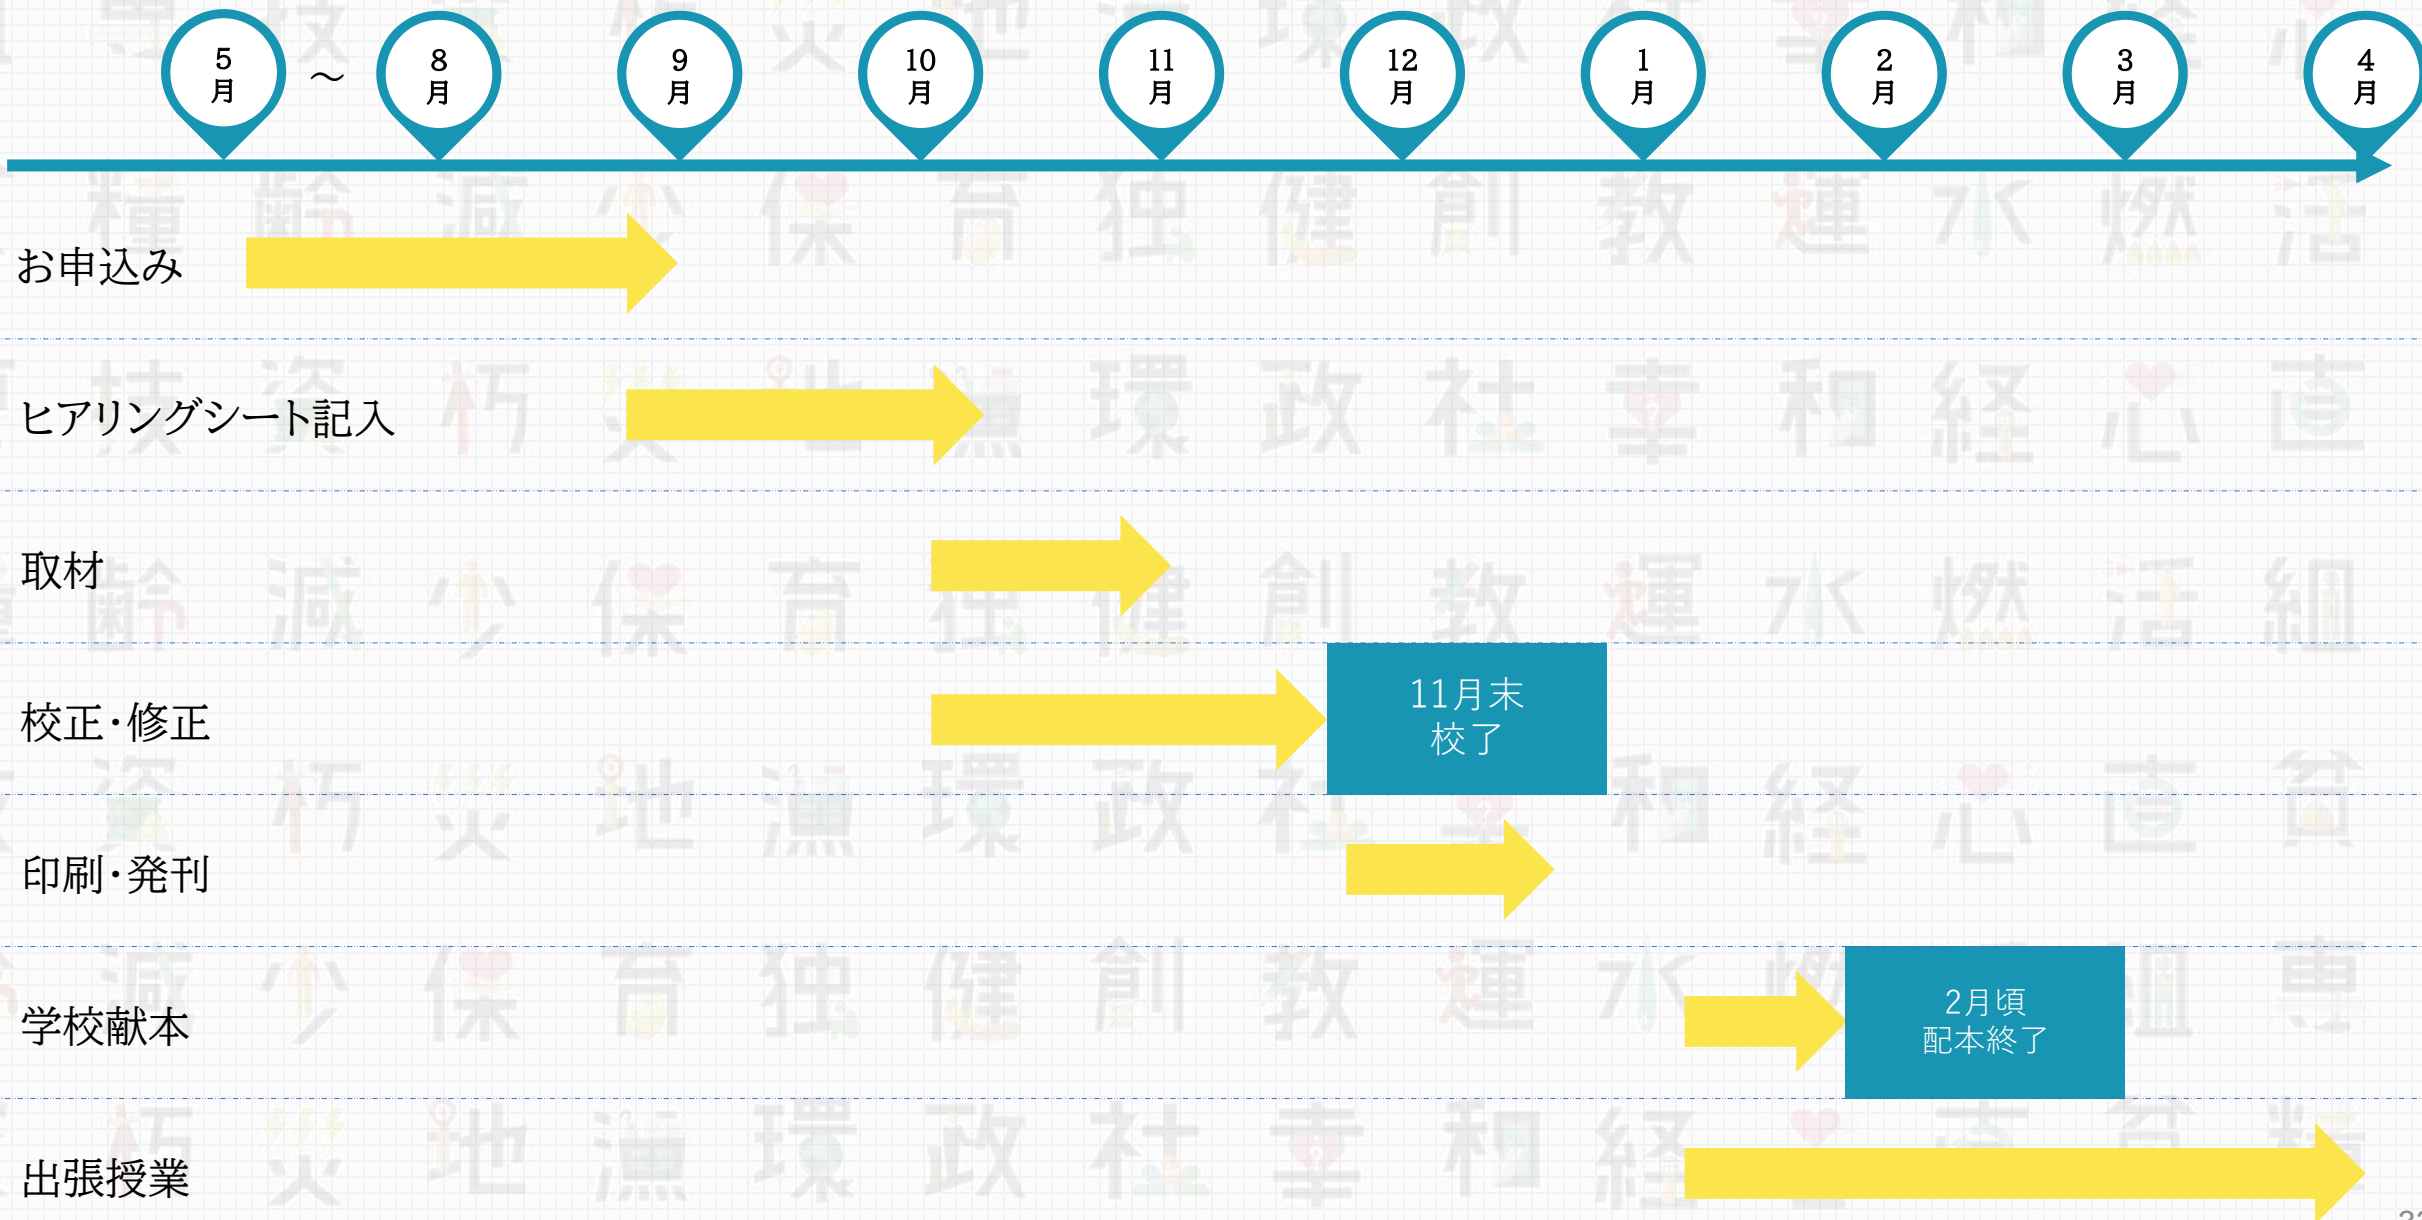 5月
～
8月
9月
10月
11月
12月
1月
2月
3月
4月
お申込み
ヒアリングシート記入
取材
校正・修正
11月末
校了
印刷・発刊
学校献本
2月頃
配本終了
出張授業